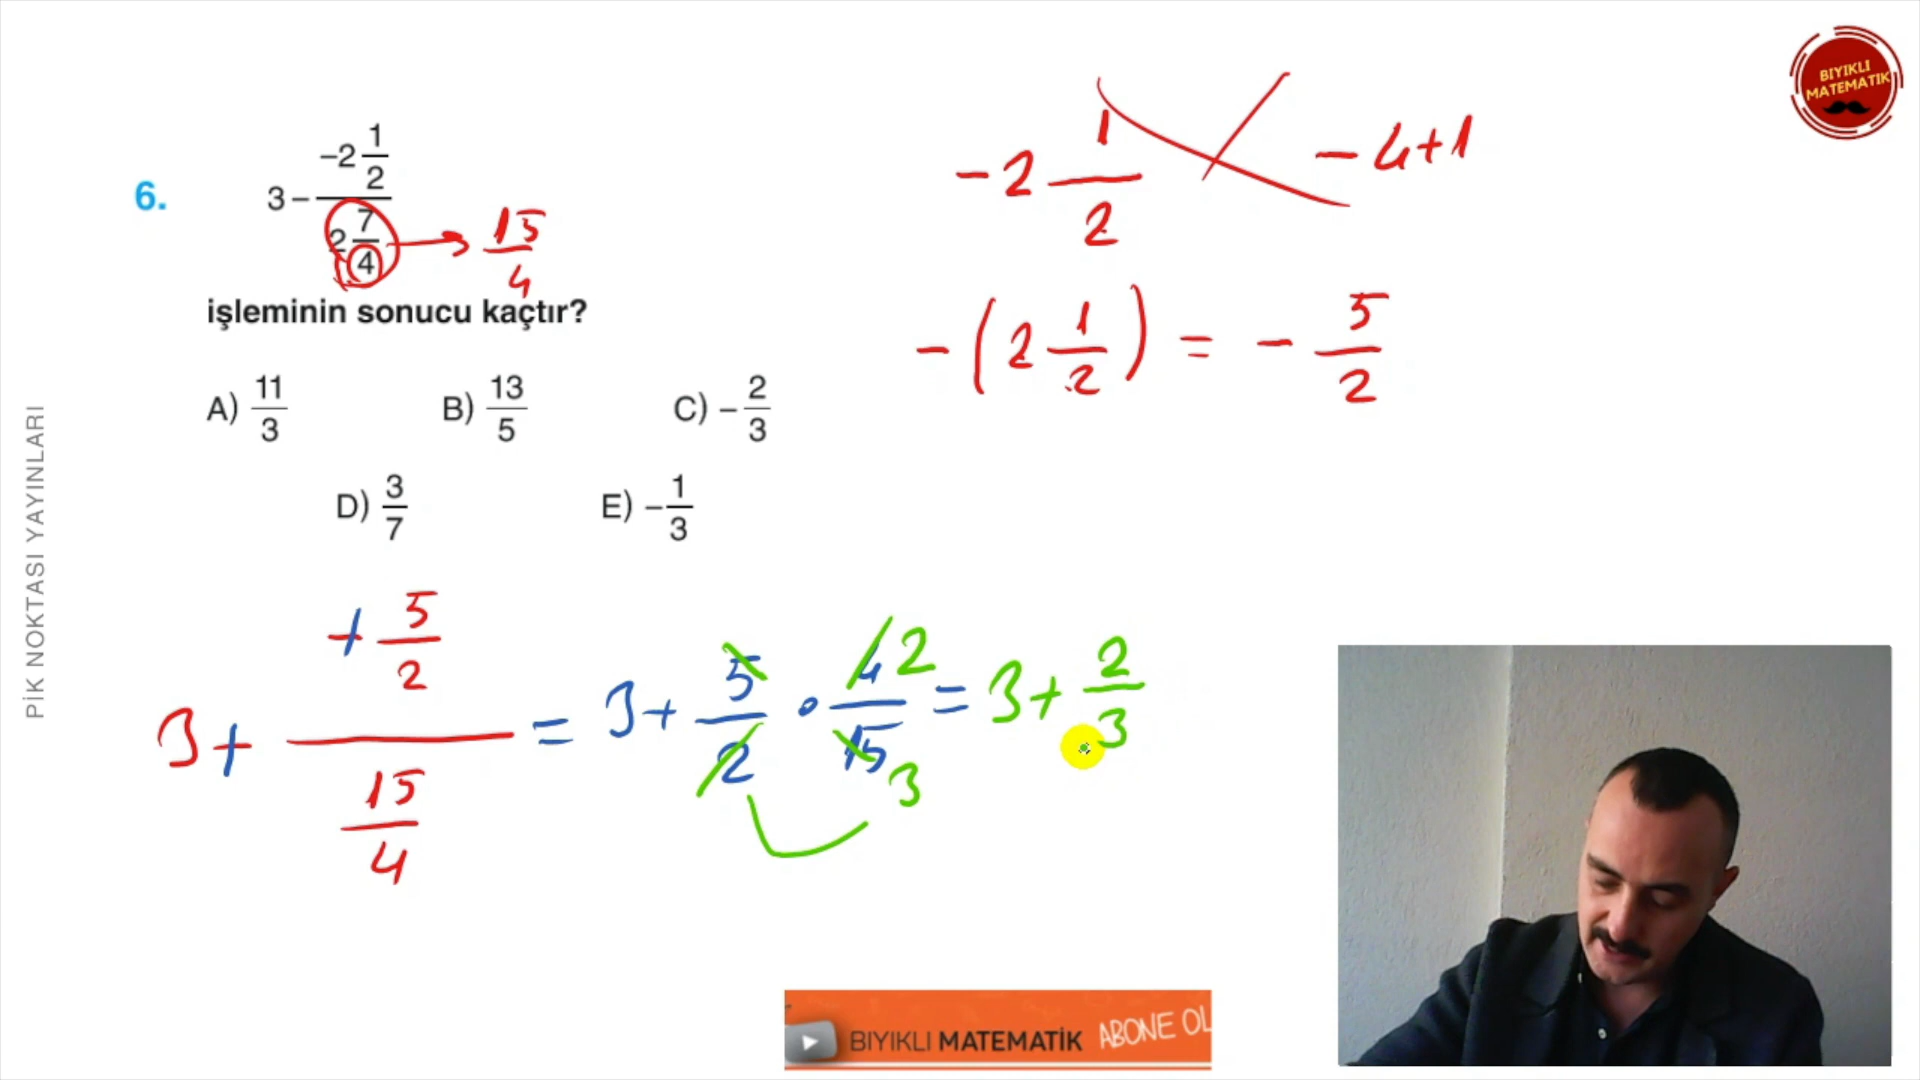 BIYIKLI
MATEMATİK
PİK NOKTASI YAYINLARI
6. 3 - (-2 1/2) / (2 7/4) → 15/4
işleminin sonucu kaçtır?
A) 11/3 B) 13/5 C) -2/3
D) 3/7 E) -1/3
-2 1/2 -4+1
-(2 1/2) = - 5/2
3 + (+ 5/2) / (15/4) = 3 + 5/2 · 4/15 = 3 + 2/3
2
3
BIYIKLI MATEMATİK ABONE OL